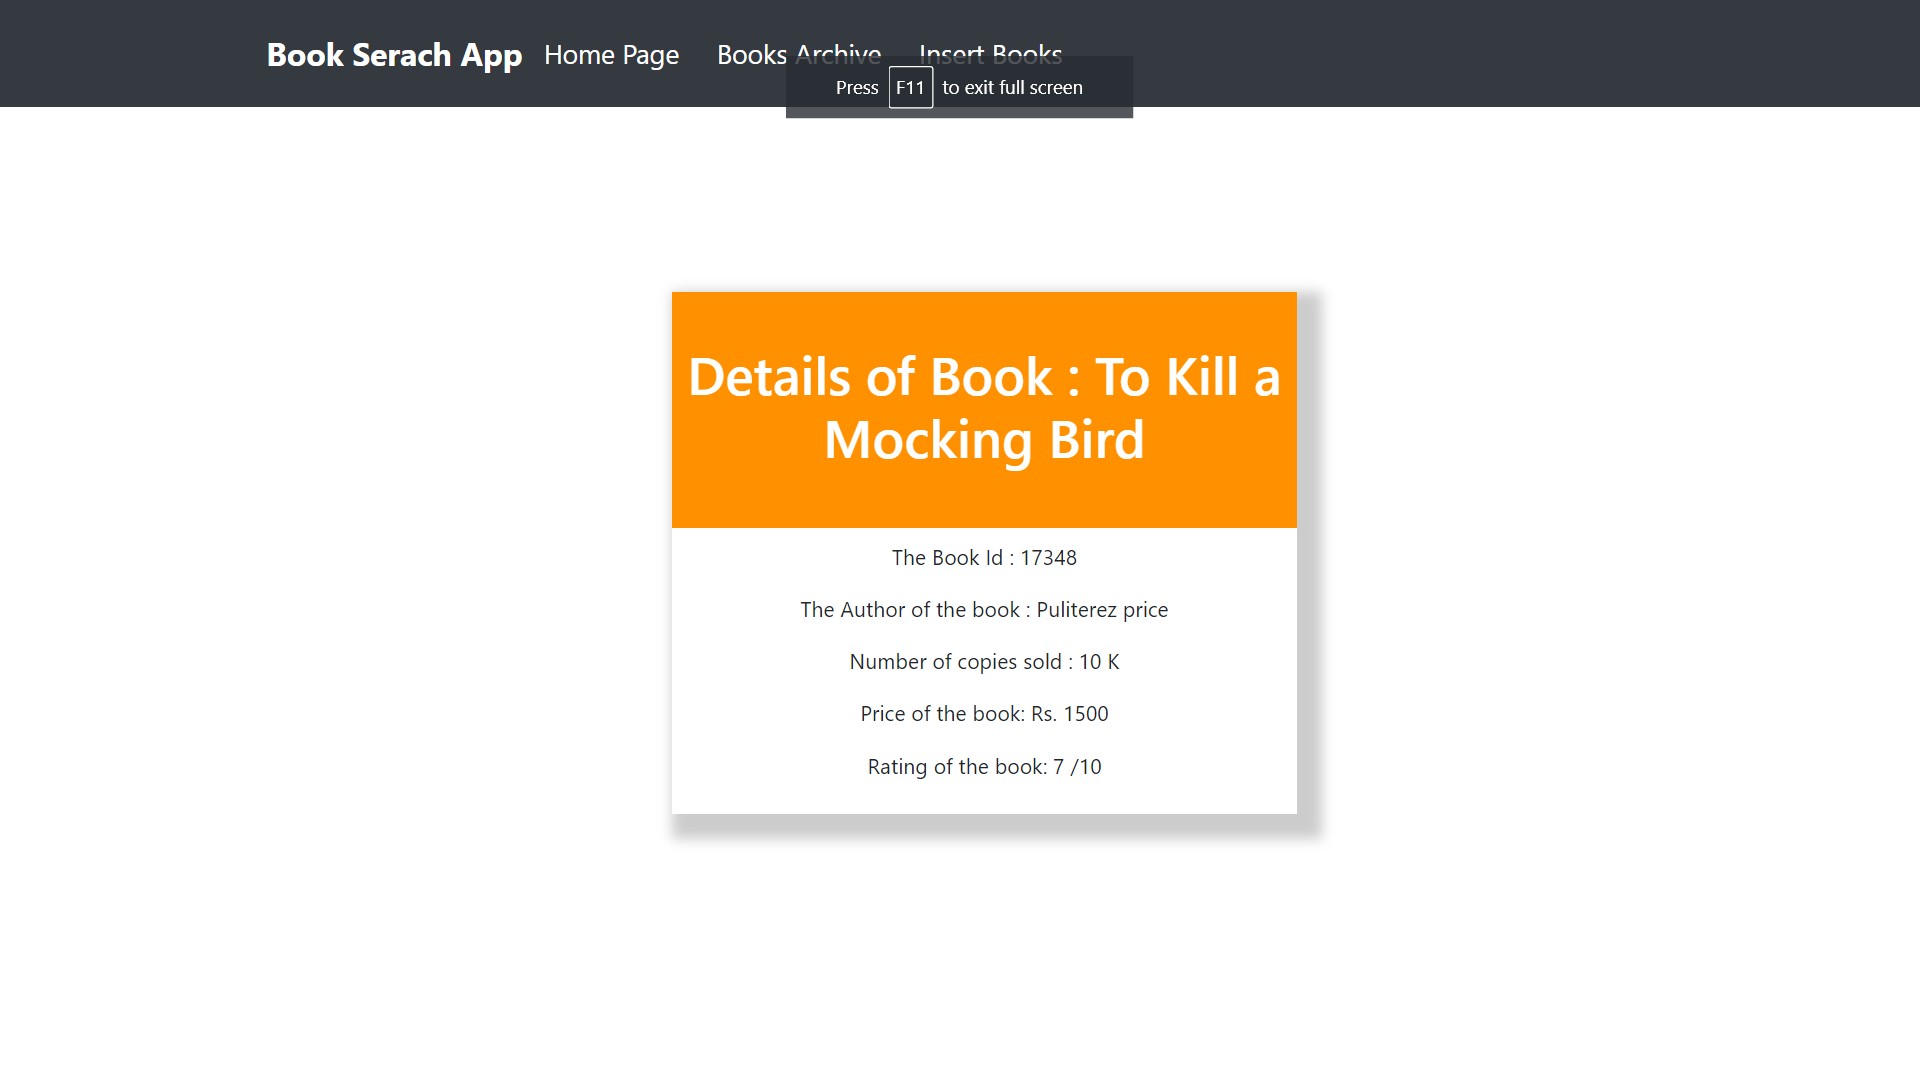 Book Serach App Home Page Books Archive Insert Books
Press F11 to exit full screen
Details of Book : To Kill a
Mocking Bird
The Book Id : 17348
The Author of the book : Puliterez price
Number of copies sold : 10 K
Price of the book: Rs. 1500
Rating of the book: 7 /10